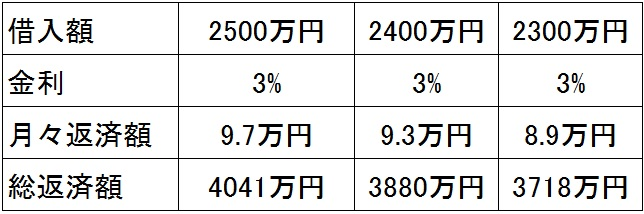 借入額 2500万円 2400万円 2300万円
金利 3% 3% 3%
月々返済額 9.7万円 9.3万円 8.9万円
総返済額 4041万円 3880万円 3718万円